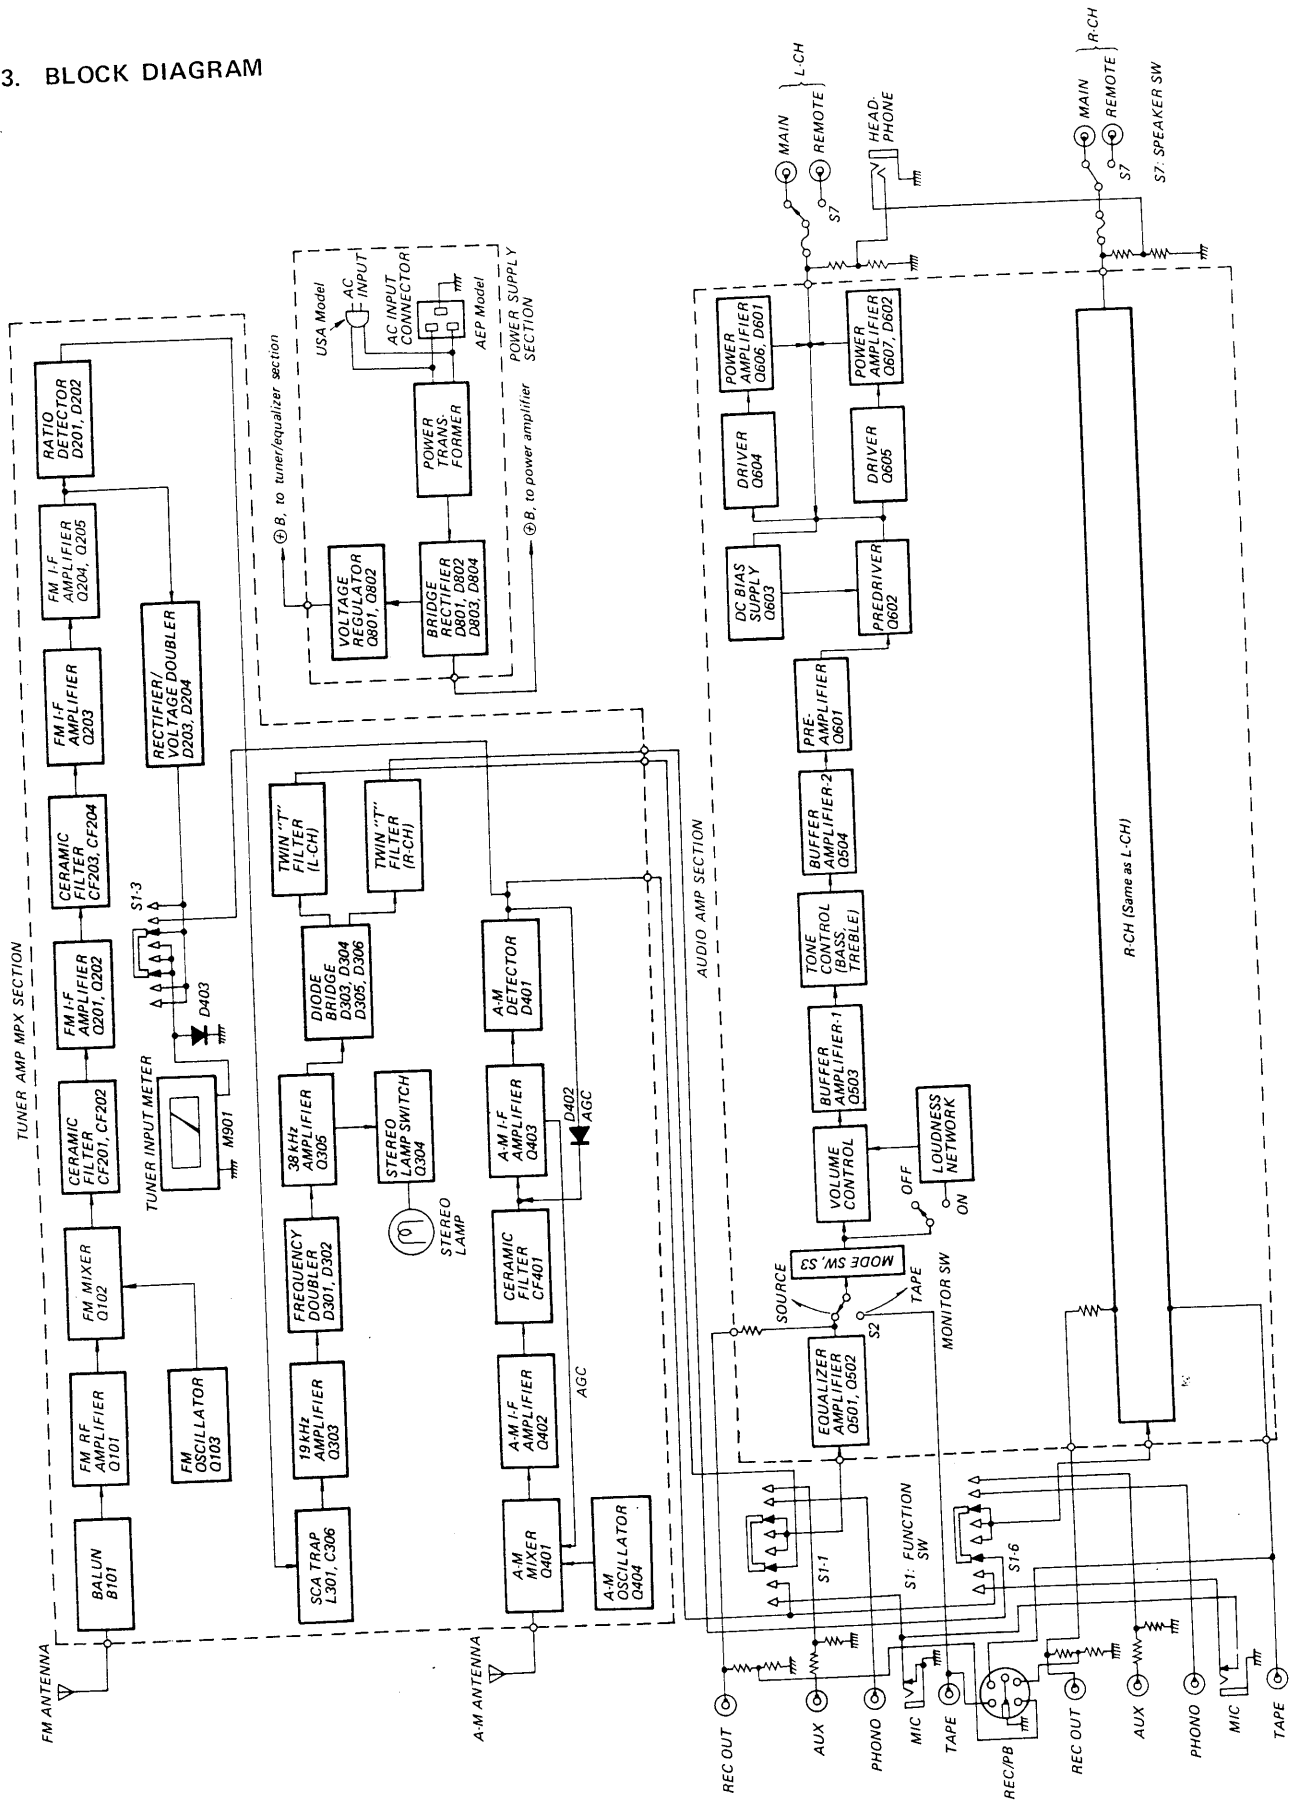 3. BLOCK DIAGRAM
TUNER AMP MPX SECTION
FM ANTENNA
BALUN
B101
FM RF
AMPLIFIER
Q101
FM MIXER
Q102
FM
OSCILLATOR
Q103
CERAMIC
FILTER
CF201, CF202
FM I-F
AMPLIFIER
Q201, Q202
CERAMIC
FILTER
CF203, CF204
FM I-F
AMPLIFIER
Q203
FM I-F
AMPLIFIER
Q204, Q205
RATIO
DETECTOR
D201, D202
RECTIFIER/
VOLTAGE DOUBLER
D203, D204
TUNER INPUT METER
M901
D403
S1-3
SCA TRAP
L301, C306
19 kHz
AMPLIFIER
Q303
FREQUENCY
DOUBLER
D301, D302
38 kHz
AMPLIFIER
Q305
STEREO
LAMP SWITCH
Q304
STEREO
LAMP
DIODE
BRIDGE
D303, D304
D305, D306
TWIN "T"
FILTER
(L-CH)
TWIN "T"
FILTER
(R-CH)
A-M ANTENNA
A-M
MIXER
Q401
A-M
OSCILLATOR
Q404
A-M I-F
AMPLIFIER
Q402
CERAMIC
FILTER
CF401
A-M I-F
AMPLIFIER
Q403
A-M
DETECTOR
D401
D402
AGC
AGC
USA Model
AC
INPUT
AC INPUT
CONNECTOR
AEP Model
POWER SUPPLY
SECTION
POWER
TRANS-
FORMER
BRIDGE
RECTIFIER
D801, D802
D803, D804
VOLTAGE
REGULATOR
Q801, Q802
⊕B, to tuner/equalizer section
⊕B, to power amplifier
AUDIO AMP SECTION
EQUALIZER
AMPLIFIER
Q501, Q502
SOURCE
TAPE
S2
MONITOR SW
MODE SW, S3
OFF
ON
VOLUME
CONTROL
LOUDNESS
NETWORK
BUFFER
AMPLIFIER-1
Q503
TONE
CONTROL
(BASS,
TREBLE)
BUFFER
AMPLIFIER-2
Q504
PRE-
AMPLIFIER
Q601
DC BIAS
SUPPLY
Q603
PREDRIVER
Q602
DRIVER
Q604
DRIVER
Q605
POWER
AMPLIFIER
Q606, D601
POWER
AMPLIFIER
Q607, D602
MAIN
REMOTE
L-CH
S7
HEAD-
PHONE
MAIN
REMOTE
R-CH
S7
S7: SPEAKER SW
R-CH (Same as L-CH)
S1-1
S1: FUNCTION
SW
S1-6
REC OUT
AUX
PHONO
MIC
TAPE
REC/PB
REC OUT
AUX
PHONO
MIC
TAPE